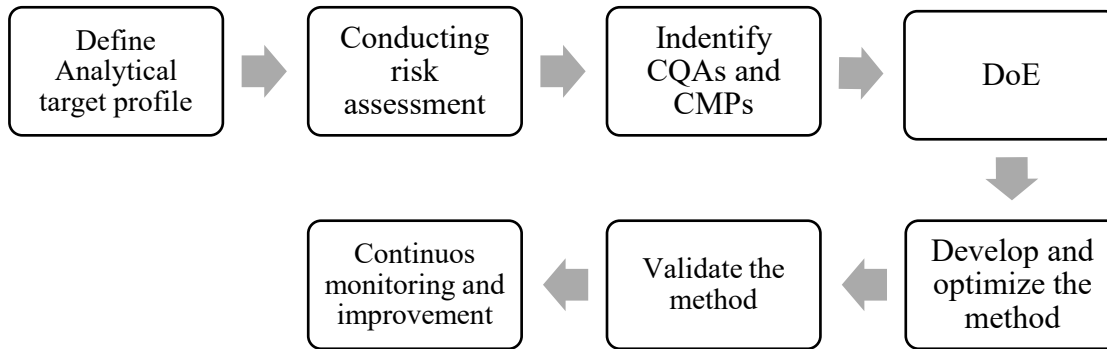 Define
Analytical
target profile
Conducting
risk
assessment
Indentify
CQAs and
CMPs
DoE
Develop and
optimize the
method
Validate the
method
Continuos
monitoring and
improvement